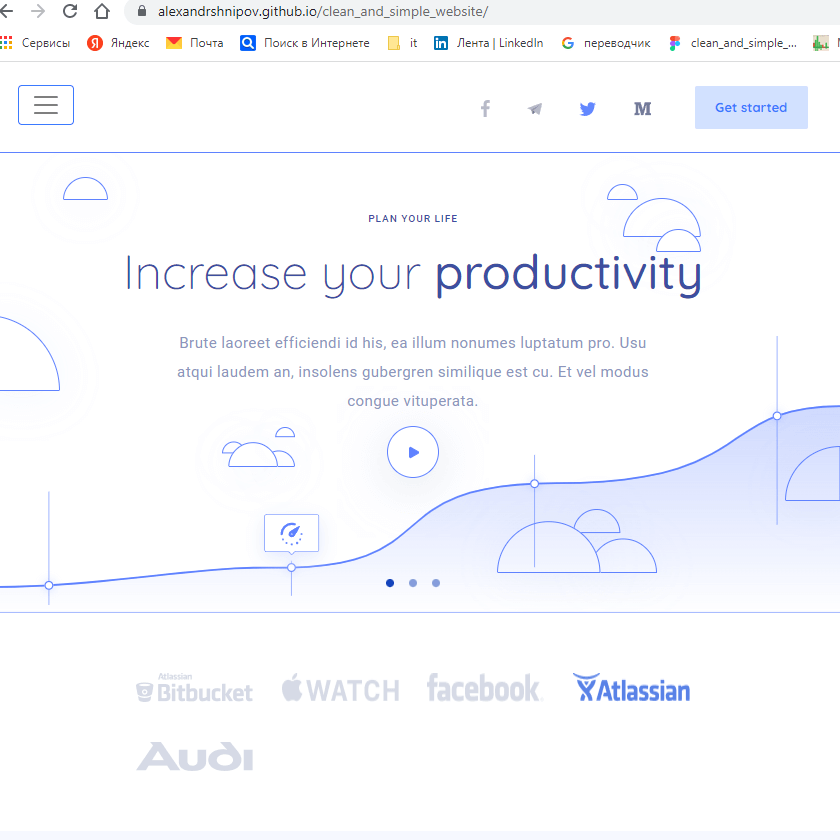 alexandrshnipov.github.io/clean_and_simple_website/
Сервисы Яндекс Почта Поиск в Интернете it Лента | LinkedIn переводчик clean_and_simple_...
Get started
PLAN YOUR LIFE
Increase your productivity
Brute laoreet efficiendi id his, ea illum nonumes luptatum pro. Usu
atqui laudem an, insolens gubergren similique est cu. Et vel modus
congue vituperata.
Atlassian
Bitbucket WATCH facebook Atlassian
Audi